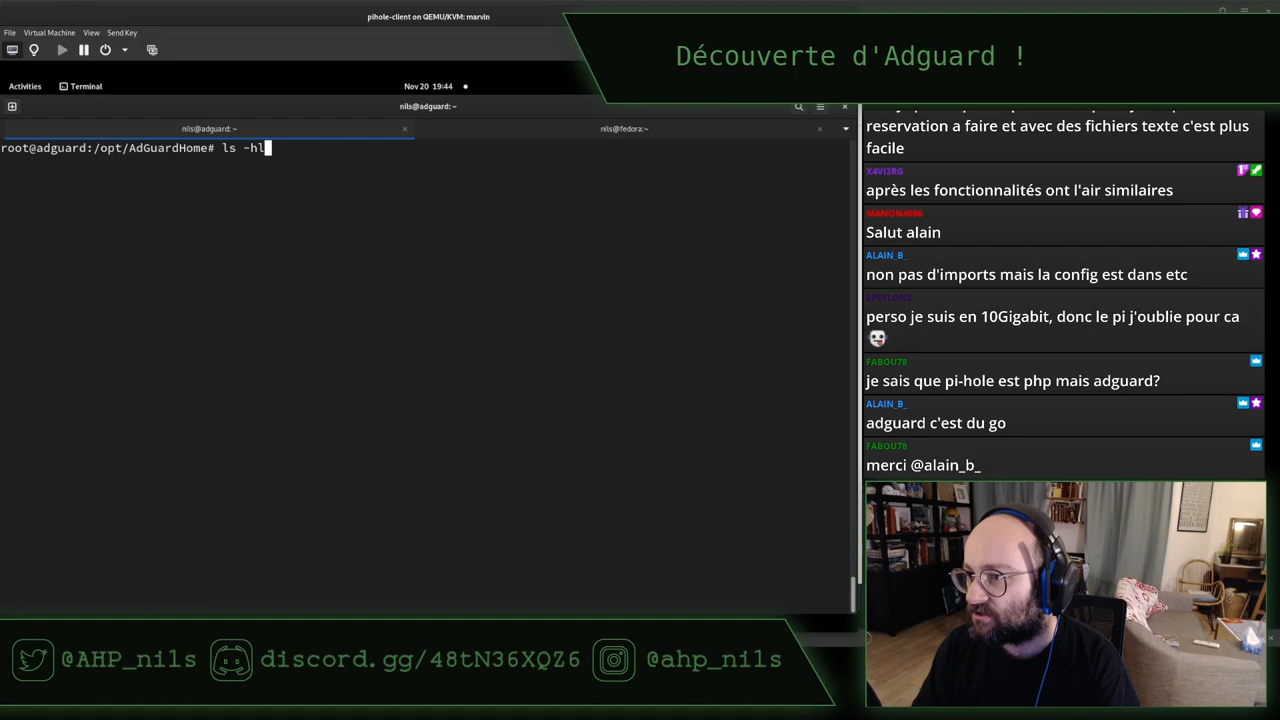 pihole-client on QEMU/KVM: marvin
File Virtual Machine View Send Key
Découverte d'Adguard !
Activities Terminal Nov 20 19:44
nils@adguard: ~
nils@adguard: ~ nils@fedora:~
root@adguard:/opt/AdGuardHome# ls -hl
reservation a faire et avec des fichiers texte c'est plus
facile
X4VI3RG
après les fonctionnalités ont l'air similaires
MANON4096
Salut alain
ALAIN_B_
non pas d'imports mais la config est dans etc
perso je suis en 10Gigabit, donc le pi j'oublie pour ca
FABOU78
je sais que pi-hole est php mais adguard?
ALAIN_B_
adguard c'est du go
FABOU78
merci @alain_b_
@AHP_nils discord.gg/48tN36XQZ6 @ahp_nils